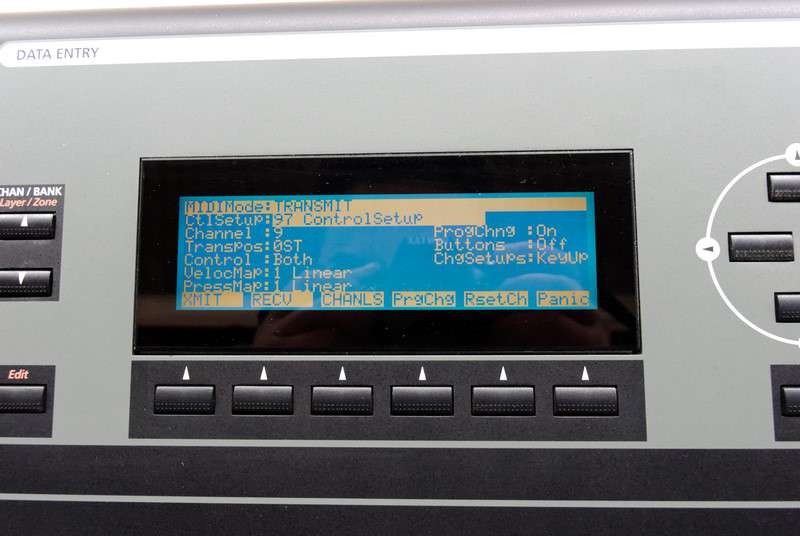 DATA ENTRY
CHAN / BANK
Layer / Zone
MIDIMode:TRANSMIT
CtlSetup:97 ControlSetup
Channel :9 ProgChng :On
Transpos:0ST Buttons :Off
Control :Both ChgSetups:KeyUp
VelocMap:1 Linear
PressMap:1 Linear
XMIT RECV CHANLS PrgChg RsetCh Panic
Edit